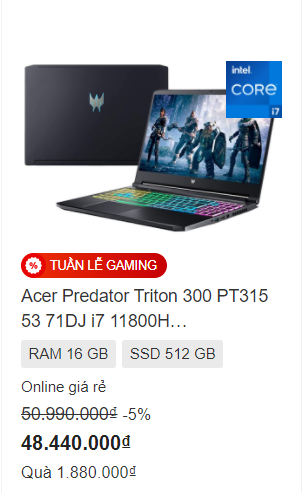 intel.
CORE
i7
% TUẦN LỄ GAMING
Acer Predator Triton 300 PT315
53 71DJ i7 11800H...
RAM 16 GB
SSD 512 GB
Online giá rẻ
50.990.000₫ -5%
48.440.000₫
Quà 1.880.000₫